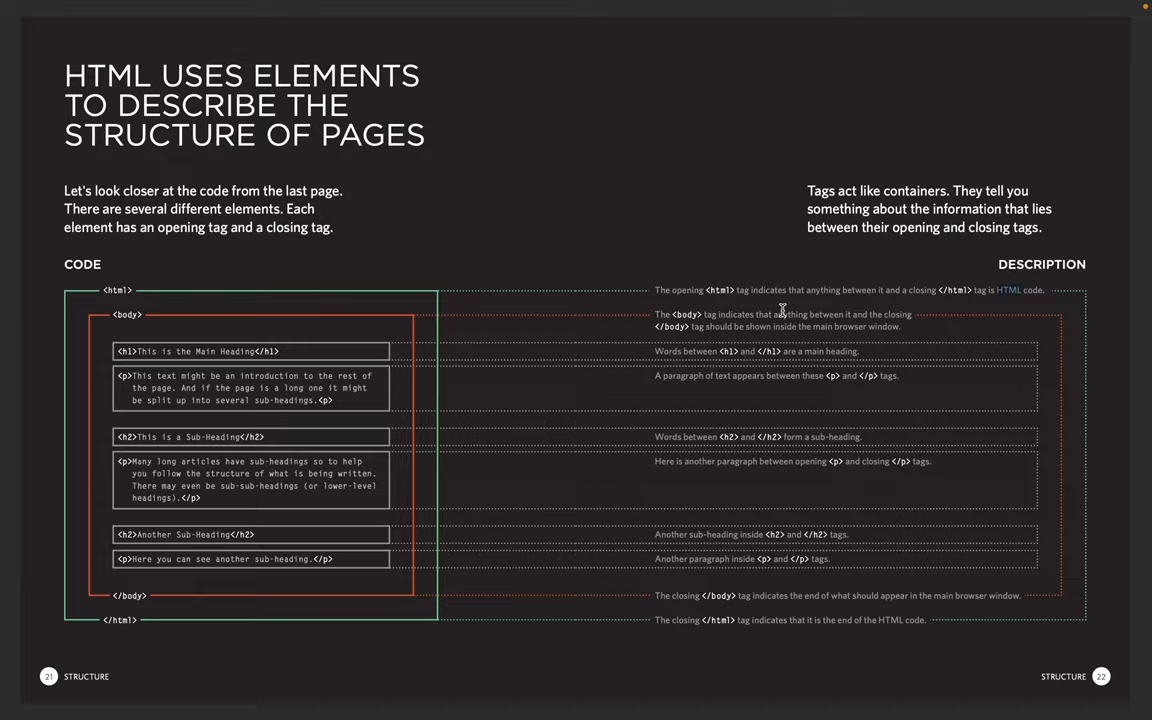 HTML USES ELEMENTS
TO DESCRIBE THE
STRUCTURE OF PAGES
Let's look closer at the code from the last page.
There are several different elements. Each
element has an opening tag and a closing tag.
Tags act like containers. They tell you
something about the information that lies
between their opening and closing tags.
CODE
DESCRIPTION
<html>
The opening <html> tag indicates that anything between it and a closing </html> tag is HTML code.
<body>
The <body> tag indicates that anything between it and the closing
</body> tag should be shown inside the main browser window.
<h1>This is the Main Heading</h1>
Words between <h1> and </h1> are a main heading.
<p>This text might be an introduction to the rest of
the page. And if the page is a long one it might
be split up into several sub-headings.<p>
A paragraph of text appears between these <p> and </p> tags.
<h2>This is a Sub-Heading</h2>
Words between <h2> and </h2> form a sub-heading.
<p>Many long articles have sub-headings so to help
you follow the structure of what is being written.
There may even be sub-sub-headings (or lower-level
headings).</p>
Here is another paragraph between opening <p> and closing </p> tags.
<h2>Another Sub-Heading</h2>
Another sub-heading inside <h2> and </h2> tags.
<p>Here you can see another sub-heading.</p>
Another paragraph inside <p> and </p> tags.
</body>
The closing </body> tag indicates the end of what should appear in the main browser window.
</html>
The closing </html> tag indicates that it is the end of the HTML code.
21 STRUCTURE
STRUCTURE 22